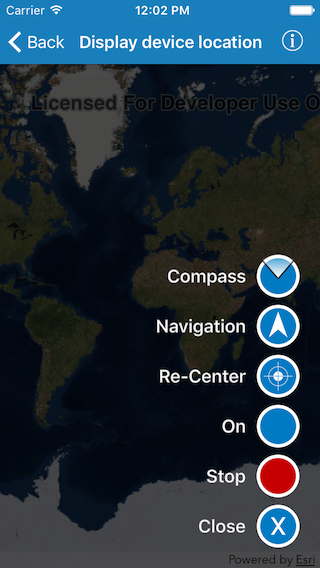 Carrier 12:02 PM
Back Display device location
Licensed For Developer Use O
Compass
Navigation
Re-Center
On
Stop
Close X
Powered by Esri